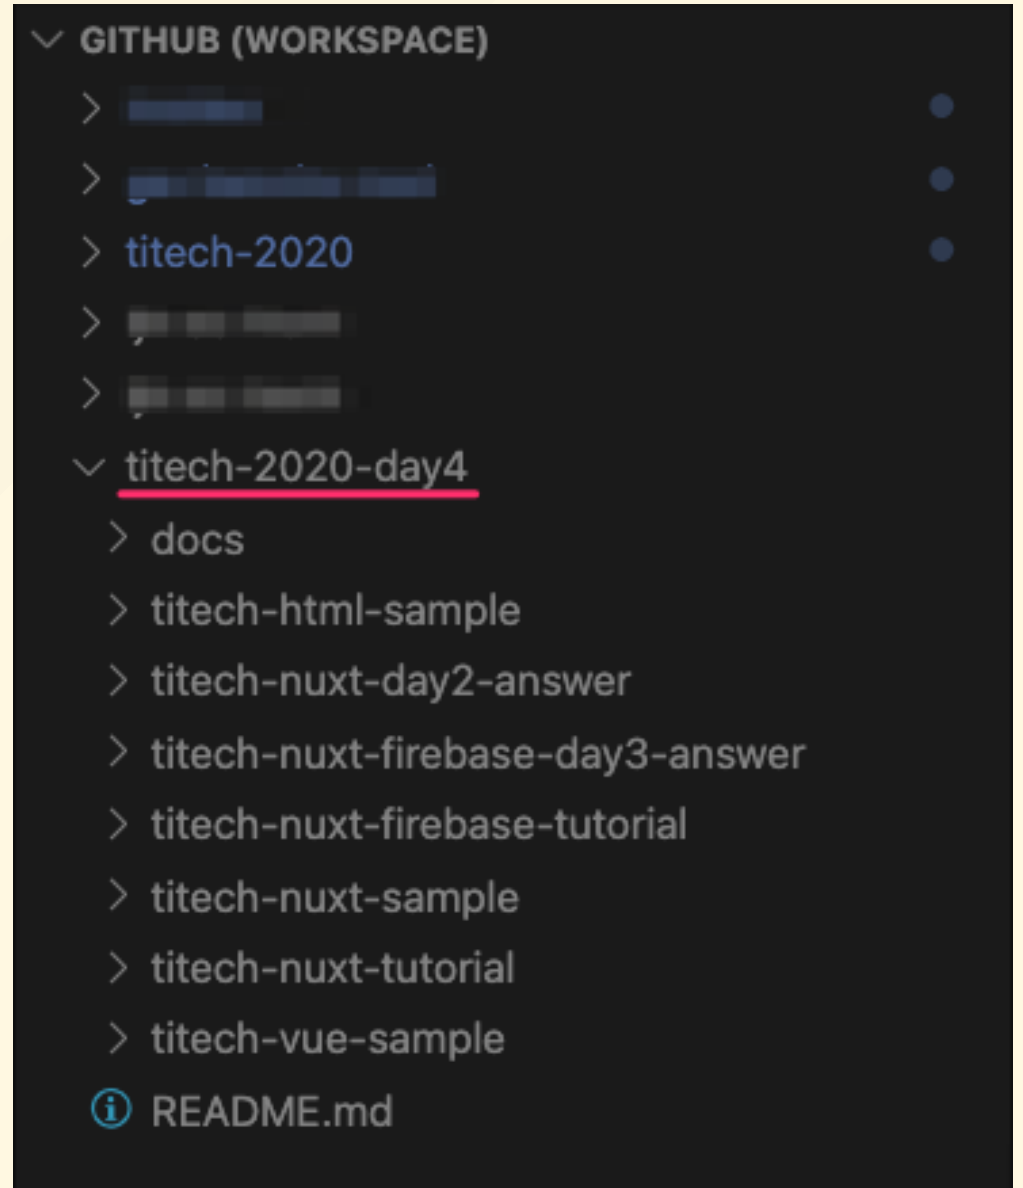 GITHUB (WORKSPACE)
titech-2020
titech-2020-day4
docs
titech-html-sample
titech-nuxt-day2-answer
titech-nuxt-firebase-day3-answer
titech-nuxt-firebase-tutorial
titech-nuxt-sample
titech-nuxt-tutorial
titech-vue-sample
README.md